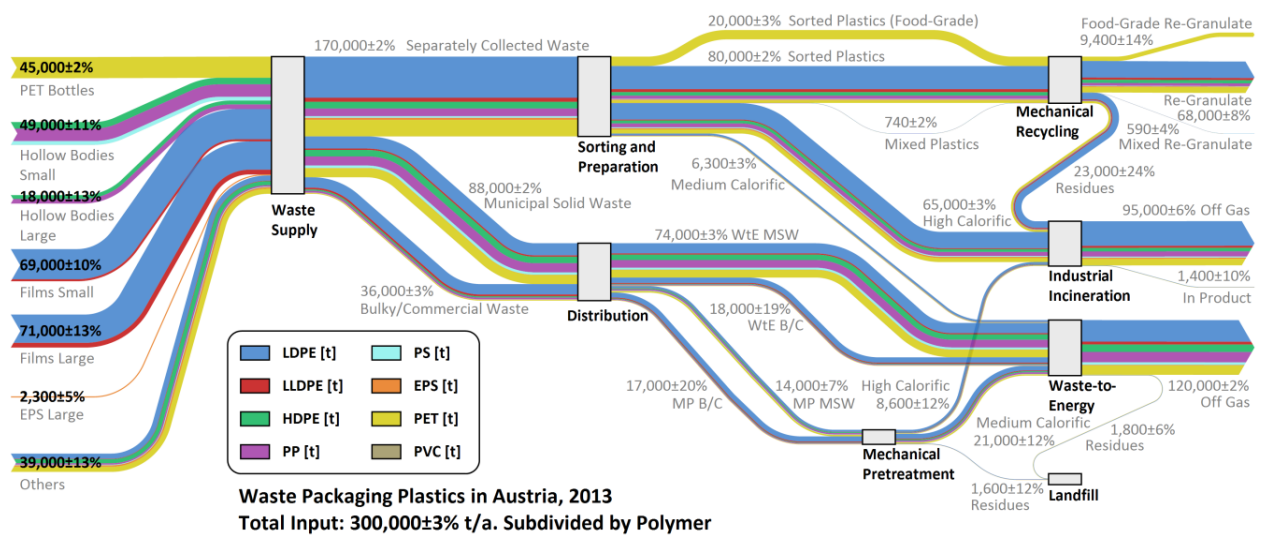 20,000±3% Sorted Plastics (Food-Grade)
Food-Grade Re-Granulate
9,400±14%
170,000±2% Separately Collected Waste
80,000±2% Sorted Plastics
45,000±2%
PET Bottles
49,000±11%
Hollow Bodies
Small
18,000±13%
Hollow Bodies
Large
69,000±10%
Films Small
71,000±13%
Films Large
2,300±5%
EPS Large
39,000±13%
Others
Waste
Supply
Sorting and
Preparation
740±2%
Mixed Plastics
Mechanical
Recycling
Re-Granulate
68,000±8%
590±4%
Mixed Re-Granulate
23,000±24%
Residues
6,300±3%
Medium Calorific
88,000±2%
Municipal Solid Waste
65,000±3%
High Calorific
95,000±6% Off Gas
74,000±3% WtE MSW
Industrial
Incineration
1,400±10%
In Product
36,000±3%
Bulky/Commercial Waste
Distribution
18,000±19%
WtE B/C
17,000±20%
MP B/C
14,000±7%
MP MSW
High Calorific
8,600±12%
Waste-to-
Energy
120,000±2%
Off Gas
Medium Calorific
21,000±12%
1,800±6%
Residues
Mechanical
Pretreatment
1,600±12%
Residues
Landfill
LDPE [t]
PS [t]
LLDPE [t]
EPS [t]
HDPE [t]
PET [t]
PP [t]
PVC [t]
Waste Packaging Plastics in Austria, 2013
Total Input: 300,000±3% t/a. Subdivided by Polymer